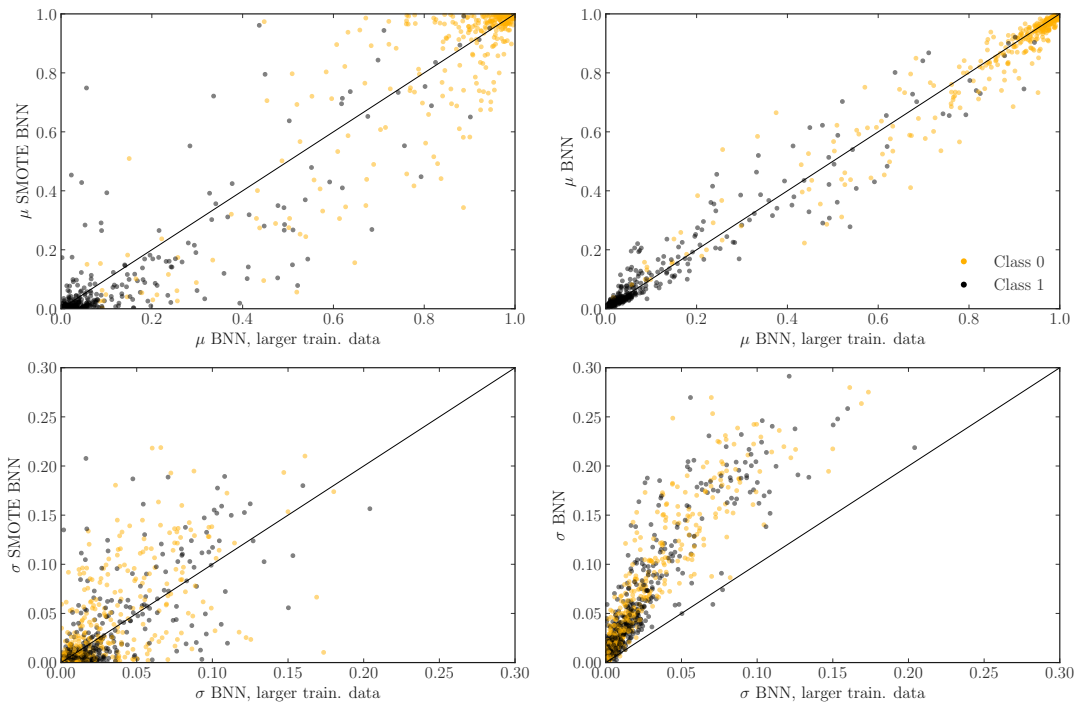 1.0
0.8
0.6
0.4
0.2
0.0
μ SMOTE BNN
0.0 0.2 0.4 0.6 0.8 1.0
μ BNN, larger train. data
1.0
0.8
0.6
0.4
0.2
0.0
μ BNN
Class 0
Class 1
0.0 0.2 0.4 0.6 0.8 1.0
μ BNN, larger train. data
0.30
0.25
0.20
0.15
0.10
0.05
0.00
σ SMOTE BNN
0.00 0.05 0.10 0.15 0.20 0.25 0.30
σ BNN, larger train. data
0.30
0.25
0.20
0.15
0.10
0.05
0.00
σ BNN
0.00 0.05 0.10 0.15 0.20 0.25 0.30
σ BNN, larger train. data